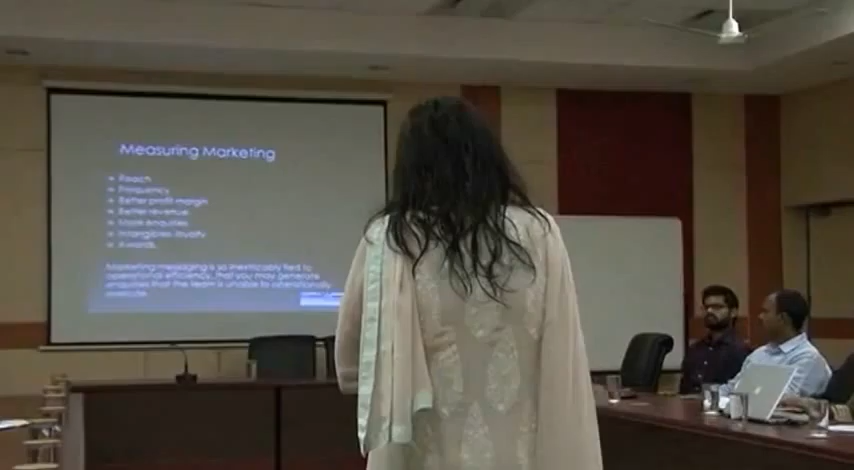 Measuring Marketing
Reach
Frequency
Better profit margin
Better revenue
More enquiries
Intangibles: loyalty
Awards
Marketing messaging is so inextricably tied to
operational efficiency, that you may generate
enquiries that the team is unable to operationally
execute.